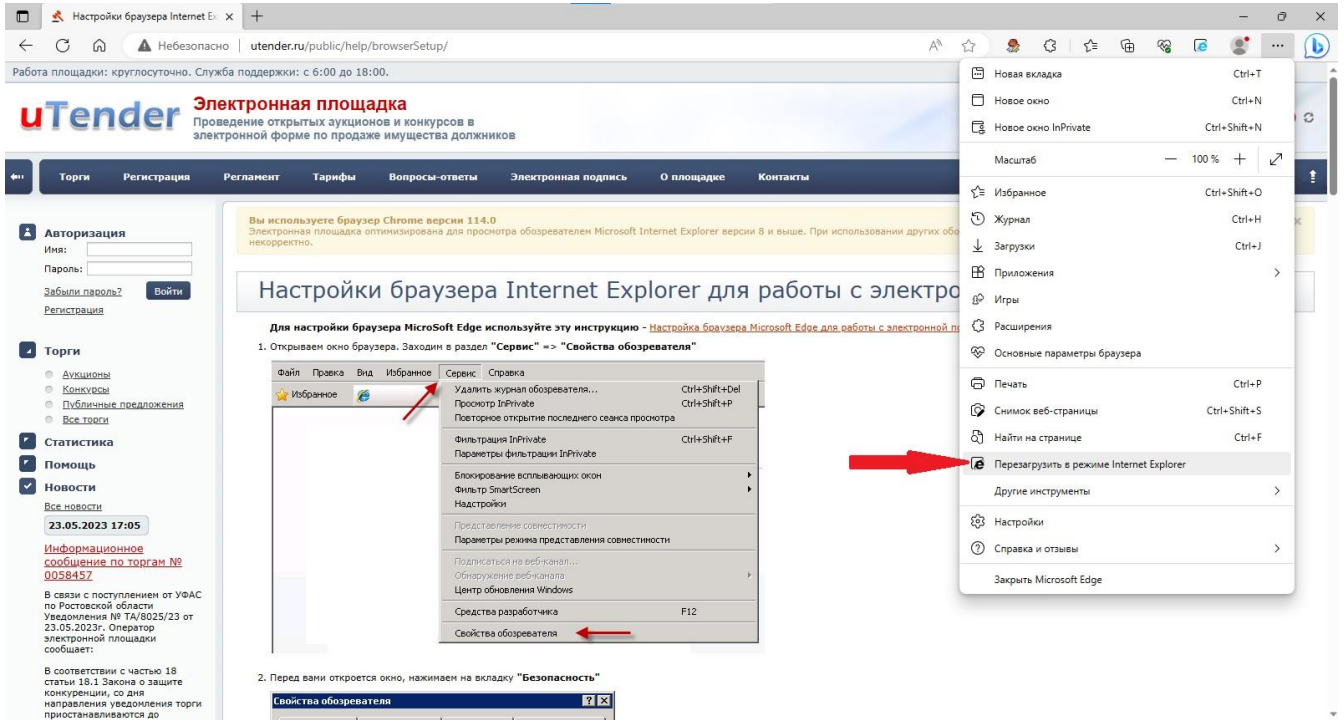 Настройки браузера Internet Ex
Небезопасно
utender.ru/public/help/browserSetup/
Работа площадки: круглосуточно. Служба поддержки: с 6:00 до 18:00.
uTender
Электронная площадка
Проведение открытых аукционов и конкурсов в
электронной форме по продаже имущества должников
Торги Регистрация Регламент Тарифы Вопросы-ответы Электронная подпись О площадке Контакты
Авторизация
Имя:
Пароль:
Забыли пароль? Войти
Регистрация
Торги
Аукционы
Конкурсы
Публичные предложения
Все торги
Статистика
Помощь
Новости
Все новости
23.05.2023 17:05
Информационное
сообщение по торгам №
0058457
В связи с поступлением от УФАС
по Ростовской области
Уведомления № ТА/8025/23 от
23.05.2023г. Оператор
электронной площадки
сообщает:
В соответствии с частью 18
статьи 18.1 Закона о защите
конкуренции, со дня
направления уведомления торги
приостанавливаются до
Вы используете браузер Chrome версии 114.0
Электронная площадка оптимизирована для просмотра обозревателем Microsoft Internet Explorer версии 8 и выше. При использовании других обо
некорректно.
Настройки браузера Internet Explorer для работы с электро
Для настройки браузера MicroSoft Edge используйте эту инструкцию - Настройка браузера Microsoft Edge для работы с электронной п
1. Открываем окно браузера. Заходим в раздел "Сервис" => "Свойства обозревателя"
Файл Правка Вид Избранное Сервис Справка
Избранное
Удалить журнал обозревателя... Ctrl+Shift+Del
Просмотр InPrivate Ctrl+Shift+P
Повторное открытие последнего сеанса просмотра
Фильтрация InPrivate Ctrl+Shift+F
Параметры фильтрации InPrivate
Блокирование всплывающих окон
Фильтр SmartScreen
Надстройки
Представление совместимости
Параметры режима представления совместимости
Подписаться на веб-канал...
Обнаружение веб-канала
Центр обновления Windows
Средства разработчика F12
Свойства обозревателя
2. Перед вами откроется окно, нажимаем на вкладку "Безопасность"
Свойства обозревателя
Новая вкладка Ctrl+T
Новое окно Ctrl+N
Новое окно InPrivate Ctrl+Shift+N
Масштаб — 100 % +
Избранное Ctrl+Shift+O
Журнал Ctrl+H
Загрузки Ctrl+J
Приложения
Игры
Расширения
Основные параметры браузера
Печать Ctrl+P
Снимок веб-страницы Ctrl+Shift+S
Найти на странице Ctrl+F
Перезагрузить в режиме Internet Explorer
Другие инструменты
Настройки
Справка и отзывы
Закрыть Microsoft Edge